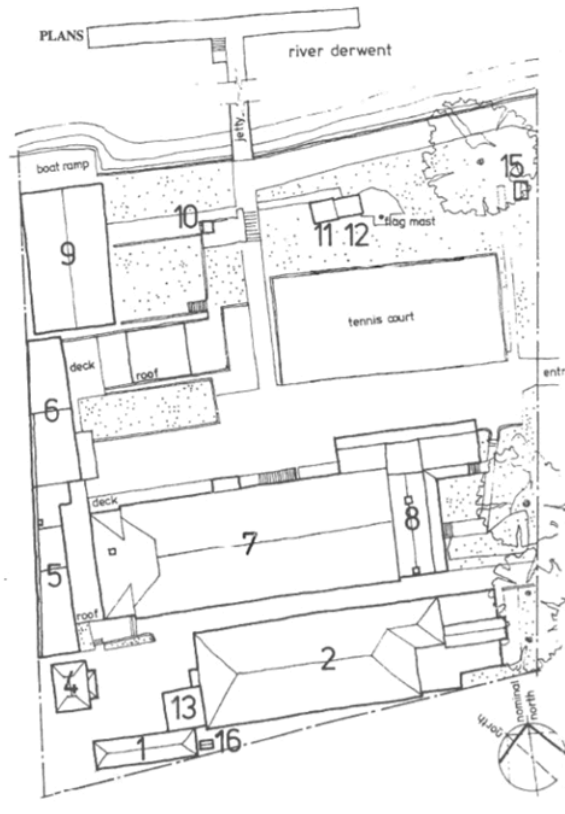 PLANS
river derwent
jetty
boat ramp
15
10
11
12
flag mast
9
tennis court
deck
roof
entr
6
deck
8
7
5
roof
2
4
13
1
16
north
nominal
north